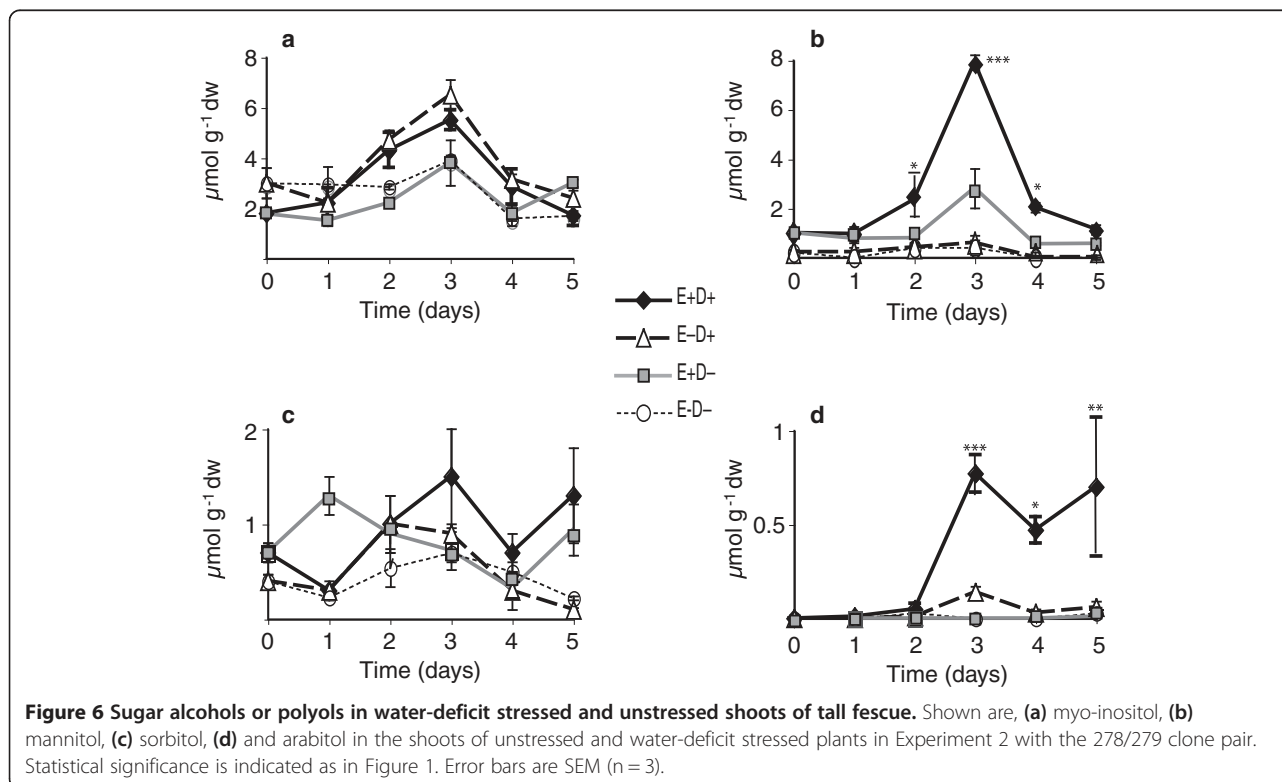 a
8
6
4
2
µmol g-1 dw
0 1 2 3 4 5
Time (days)
b
8
6
4
2
µmol g-1 dw
*
***
*
0 1 2 3 4 5
Time (days)
E+D+
E–D+
E+D–
E-D–
c
2
1
µmol g-1 dw
0 1 2 3 4 5
Time (days)
d
1
0.5
µmol g-1 dw
***
*
**
0 1 2 3 4 5
Time (days)
Figure 6 Sugar alcohols or polyols in water-deficit stressed and unstressed shoots of tall fescue. Shown are, (a) myo-inositol, (b)
mannitol, (c) sorbitol, (d) and arabitol in the shoots of unstressed and water-deficit stressed plants in Experiment 2 with the 278/279 clone pair.
Statistical significance is indicated as in Figure 1. Error bars are SEM (n = 3).